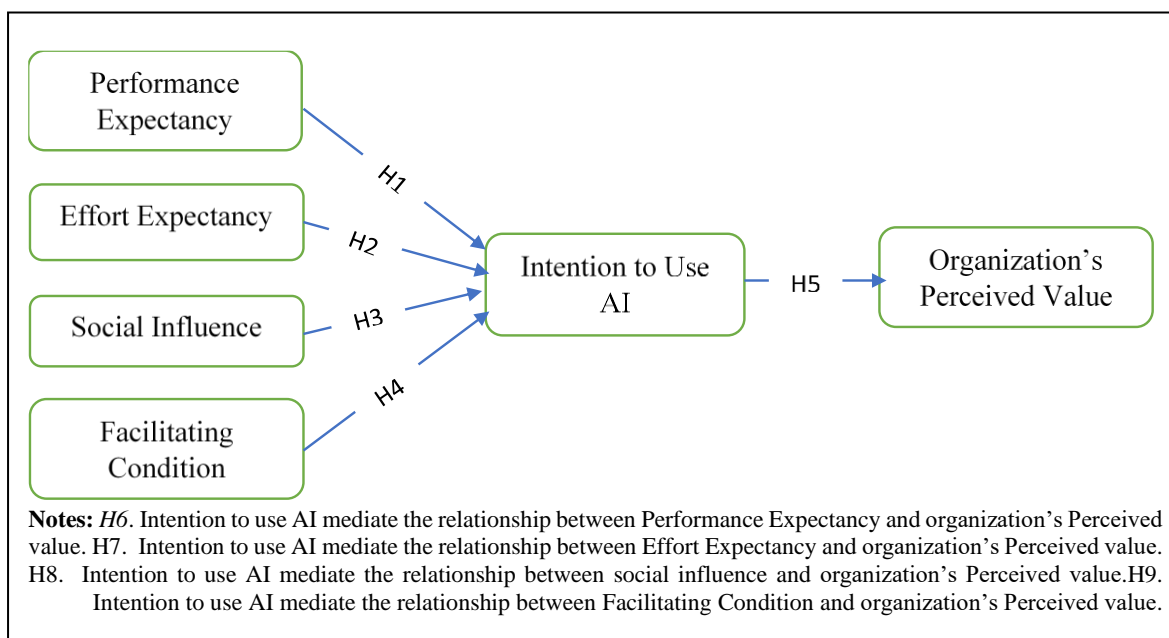 Performance
Expectancy
H1
Effort Expectancy
H2
Social Influence
H3
Facilitating
Condition
H4
Intention to Use
AI
H5
Organization’s
Perceived Value
Notes: H6. Intention to use AI mediate the relationship between Performance Expectancy and organization’s Perceived
value. H7. Intention to use AI mediate the relationship between Effort Expectancy and organization’s Perceived value.
H8. Intention to use AI mediate the relationship between social influence and organization’s Perceived value.H9.
Intention to use AI mediate the relationship between Facilitating Condition and organization’s Perceived value.